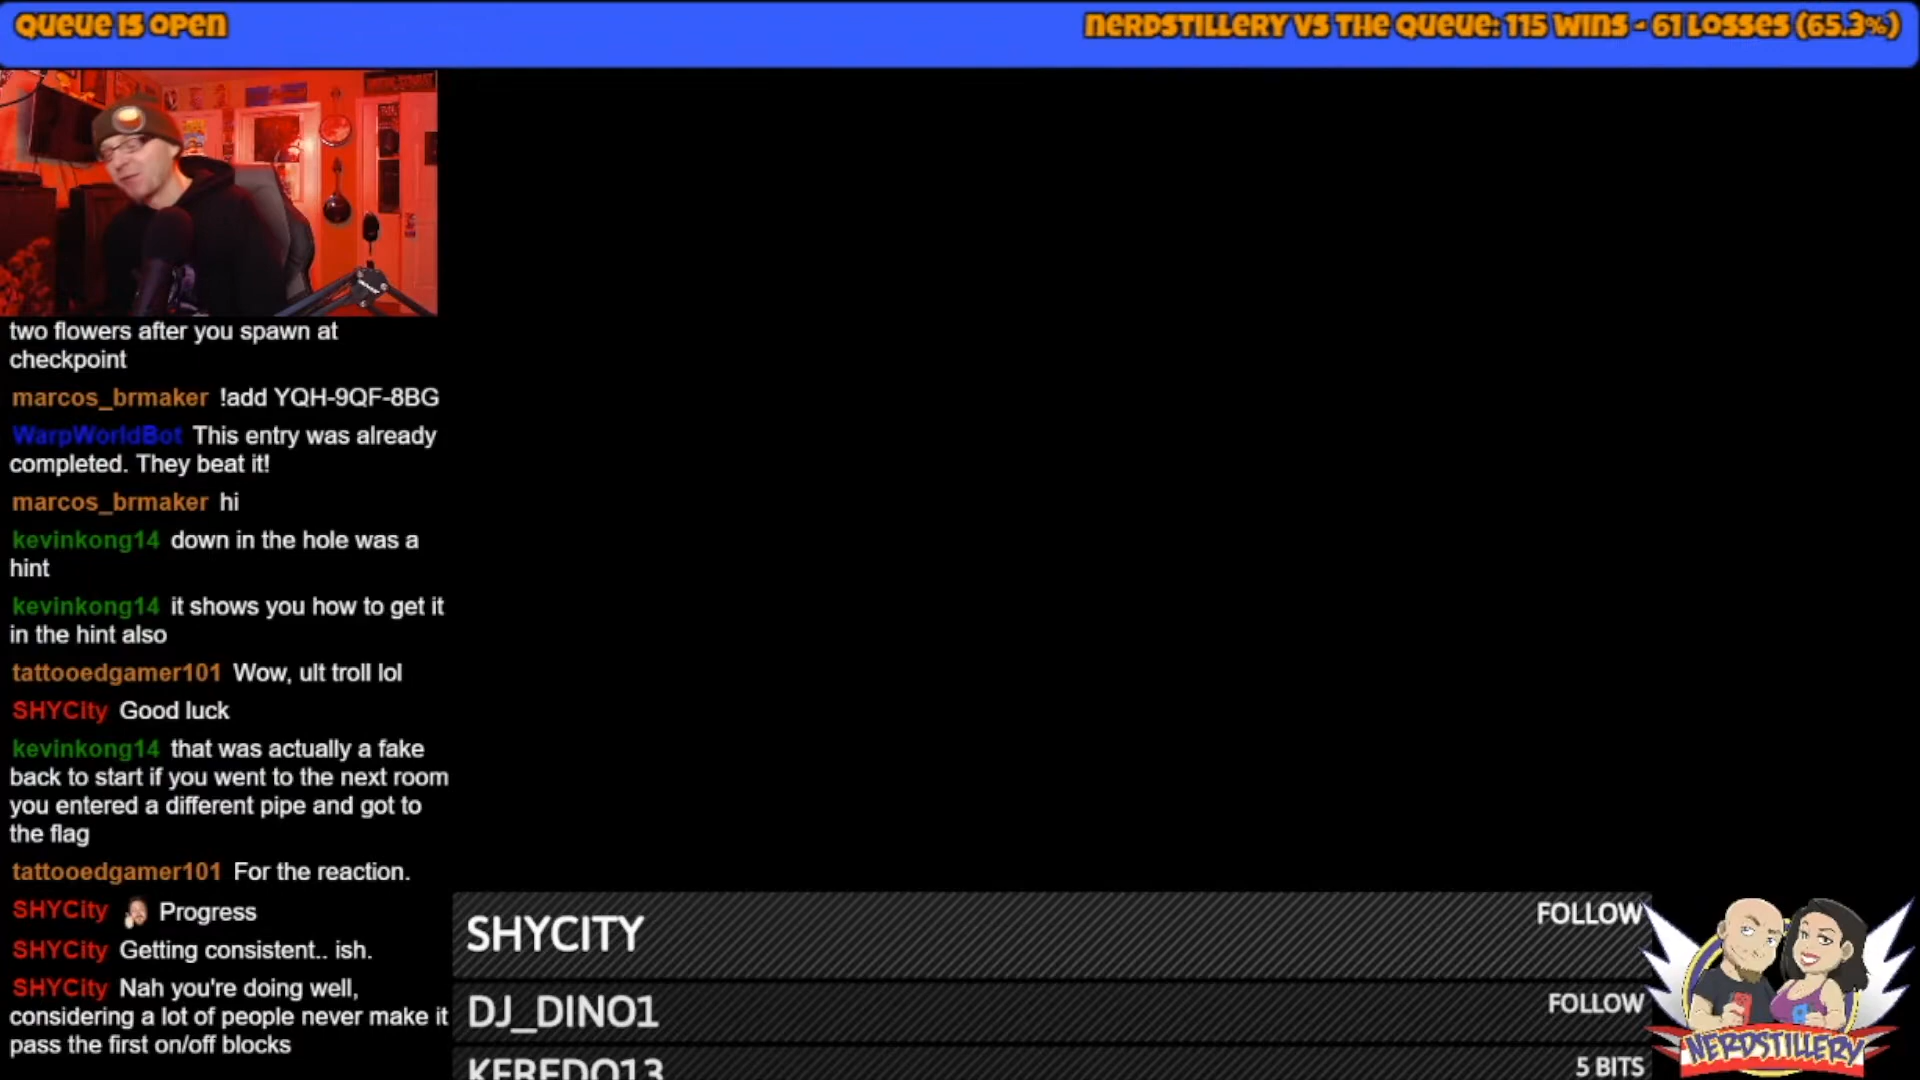 Queue is Open
Nerdstillery vs the Queue: 115 wins - 61 losses (65.3%)
two flowers after you spawn at
checkpoint
marcos_brmaker !add YQH-9QF-8BG
WarpWorldBot This entry was already
completed. They beat it!
marcos_brmaker hi
kevinkong14 down in the hole was a
hint
kevinkong14 it shows you how to get it
in the hint also
tattooedgamer101 Wow, ult troll lol
SHYCIty Good luck
kevinkong14 that was actually a fake
back to start if you went to the next room
you entered a different pipe and got to
the flag
tattooedgamer101 For the reaction.
SHYCIty Progress
SHYCIty Getting consistent.. ish.
SHYCIty Nah you're doing well,
considering a lot of people never make it
pass the first on/off blocks
SHYCITY FOLLOW
DJ_DINO1 FOLLOW
KEREDO13 5 BITS
NERDSTILLERY